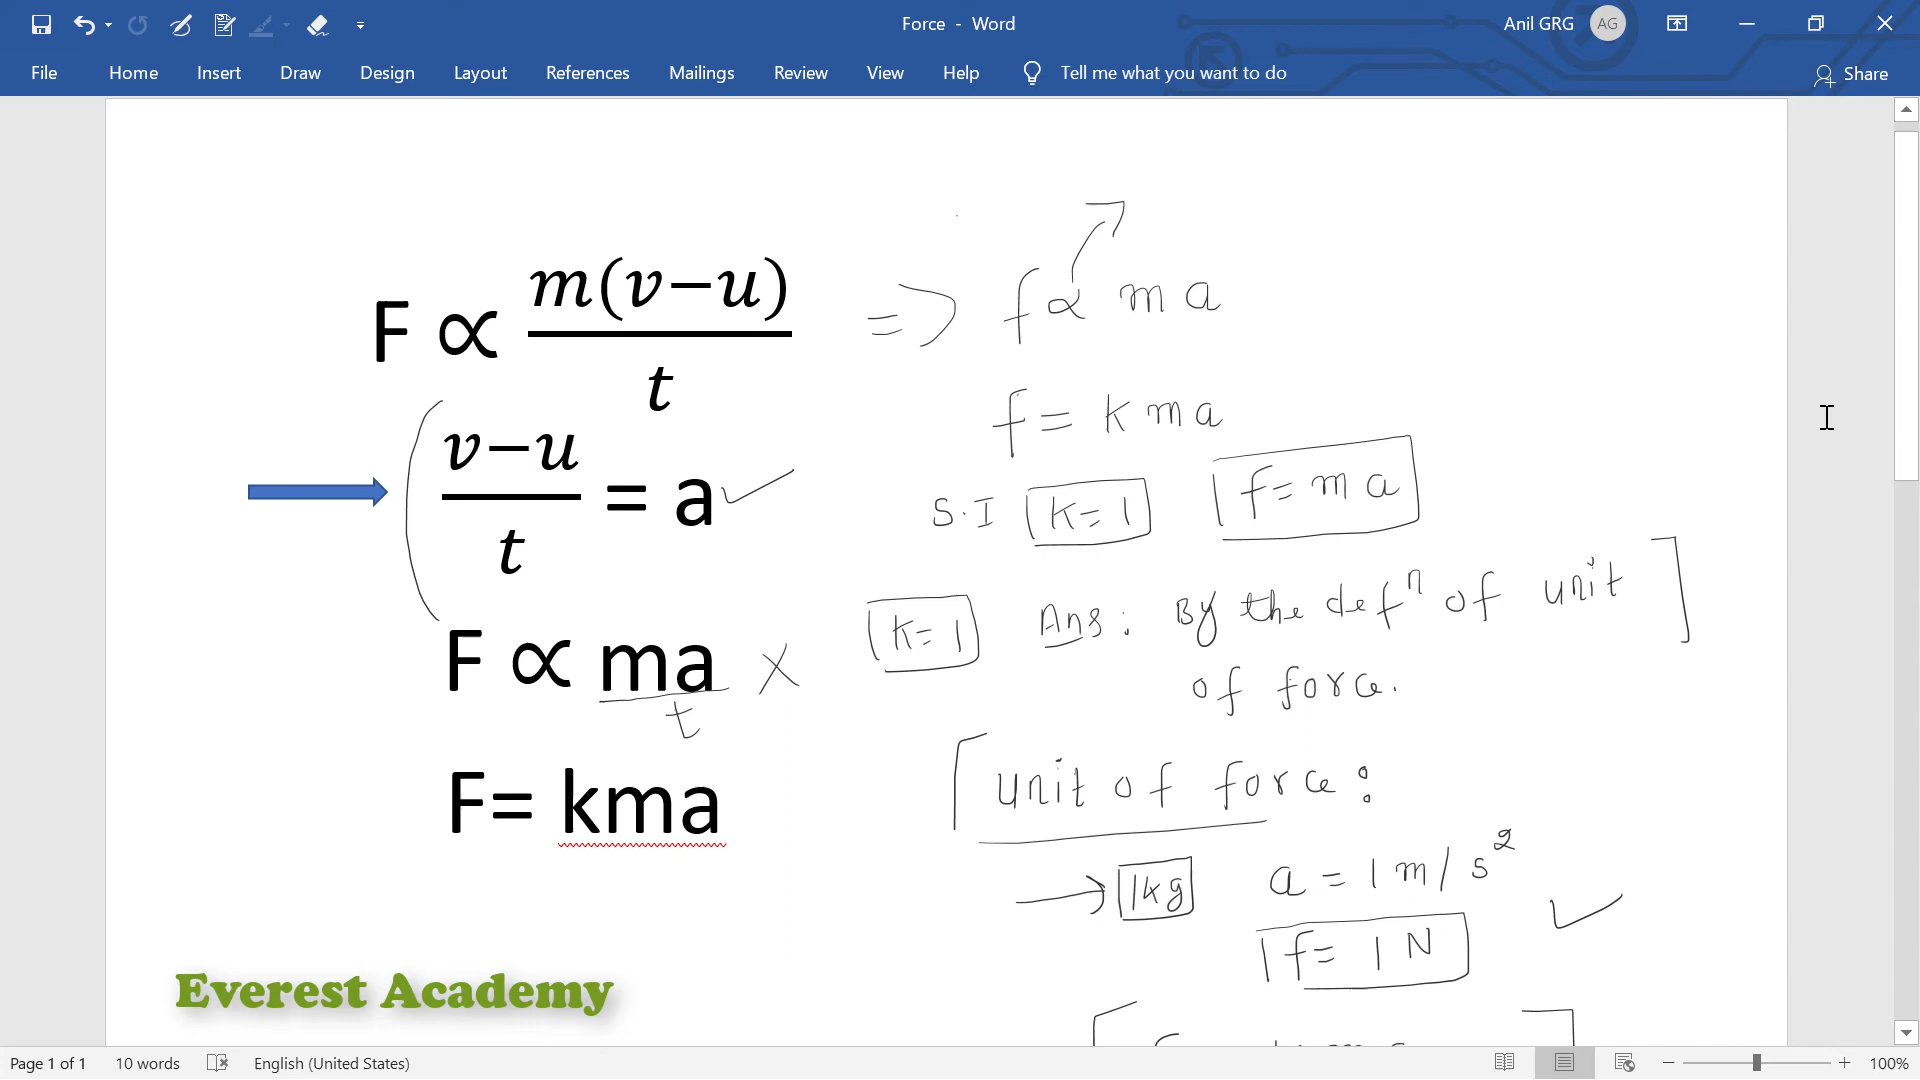 Force - Word
Anil GRG AG
File Home Insert Draw Design Layout References Mailings Review View Help Tell me what you want to do Share
F ∝ m(v−u)/t => f ∝ ma
f = kma
(v−u)/t = a ✓
S.I k=1 f = ma
F ∝ ma/t X
k=1 Ans: By the defⁿ of unit
of force.
F= kma
unit of force:
→ 1kg a = 1 m/s²
f = 1 N ✓
Everest Academy
Page 1 of 1 10 words English (United States) 100%